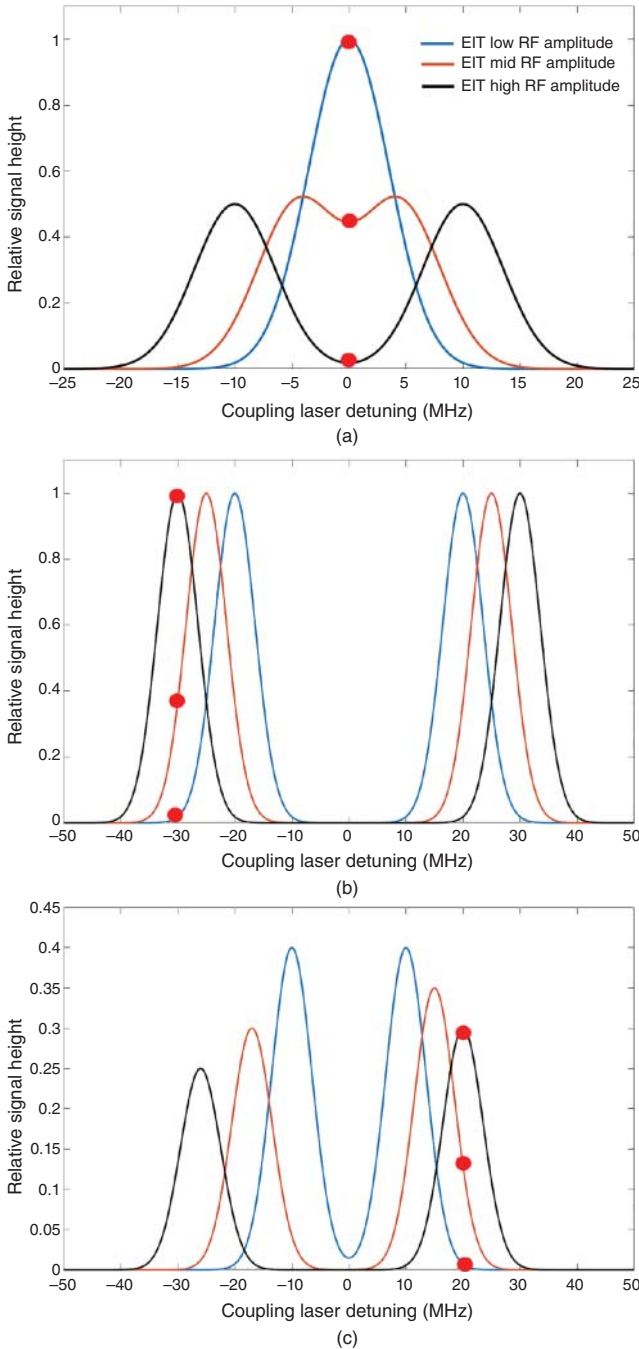 1
0.8
0.6
0.4
0.2
0
Relative signal height
EIT low RF amplitude
EIT mid RF amplitude
EIT high RF amplitude
–25 –20 –15 –10 –5 0 5 10 15 20 25
Coupling laser detuning (MHz)
(a)
1
0.8
0.6
0.4
0.2
0
Relative signal height
–50 –40 –30 –20 –10 0 10 20 30 40 50
Coupling laser detuning (MHz)
(b)
0.45
0.4
0.35
0.3
0.25
0.2
0.15
0.1
0.05
0
Relative signal height
–50 –40 –30 –20 –10 0 10 20 30 40 50
Coupling laser detuning (MHz)
(c)